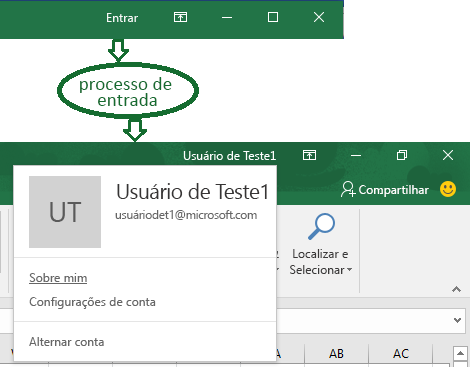 Entrar
processo de
entrada
Usuário de Teste1
Compartilhar
UT
Usuário de Teste1
usuáriodet1@microsoft.com
Localizar e
Selecionar
Sobre mim
Configurações de conta
Alternar conta
AA
AB
AC